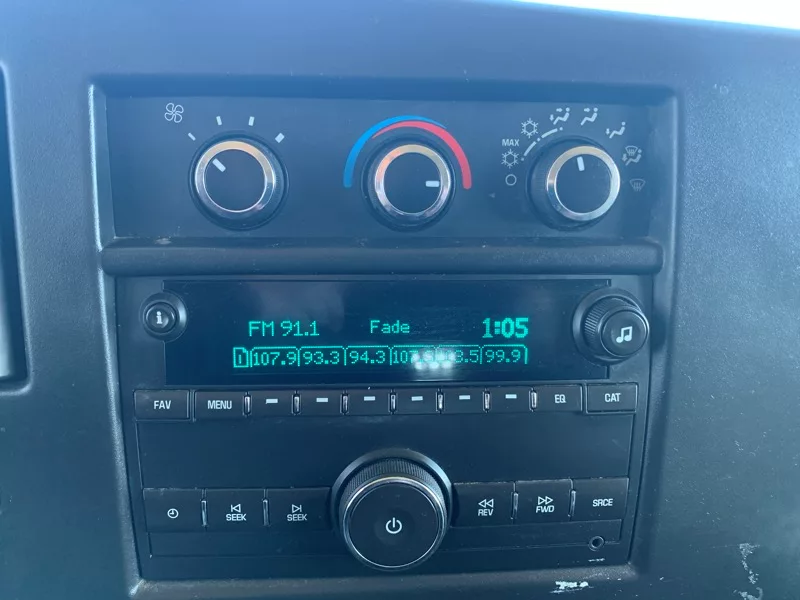 MAX
FM 91.1 Fade 1:05
1 107.9 93.3 94.3 99.9
FAV MENU EQ CAT
SEEK SEEK REV FWD SRCE